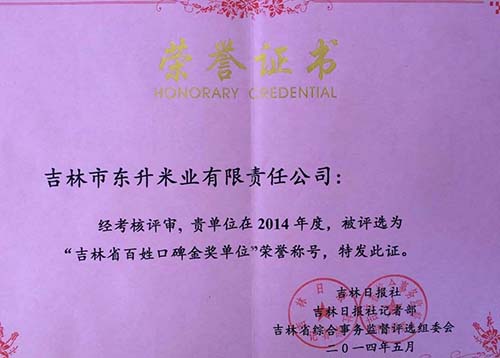 荣誉证书
HONORARY CREDENTIAL
吉林市东升米业有限责任公司：
经考核评审，贵单位在2014年度，被评选为
“吉林省百姓口碑金奖单位”荣誉称号，特发此证。
吉林日报社
吉林日报社记者部
吉林省综合事务监督评选组委会
二〇一四年五月